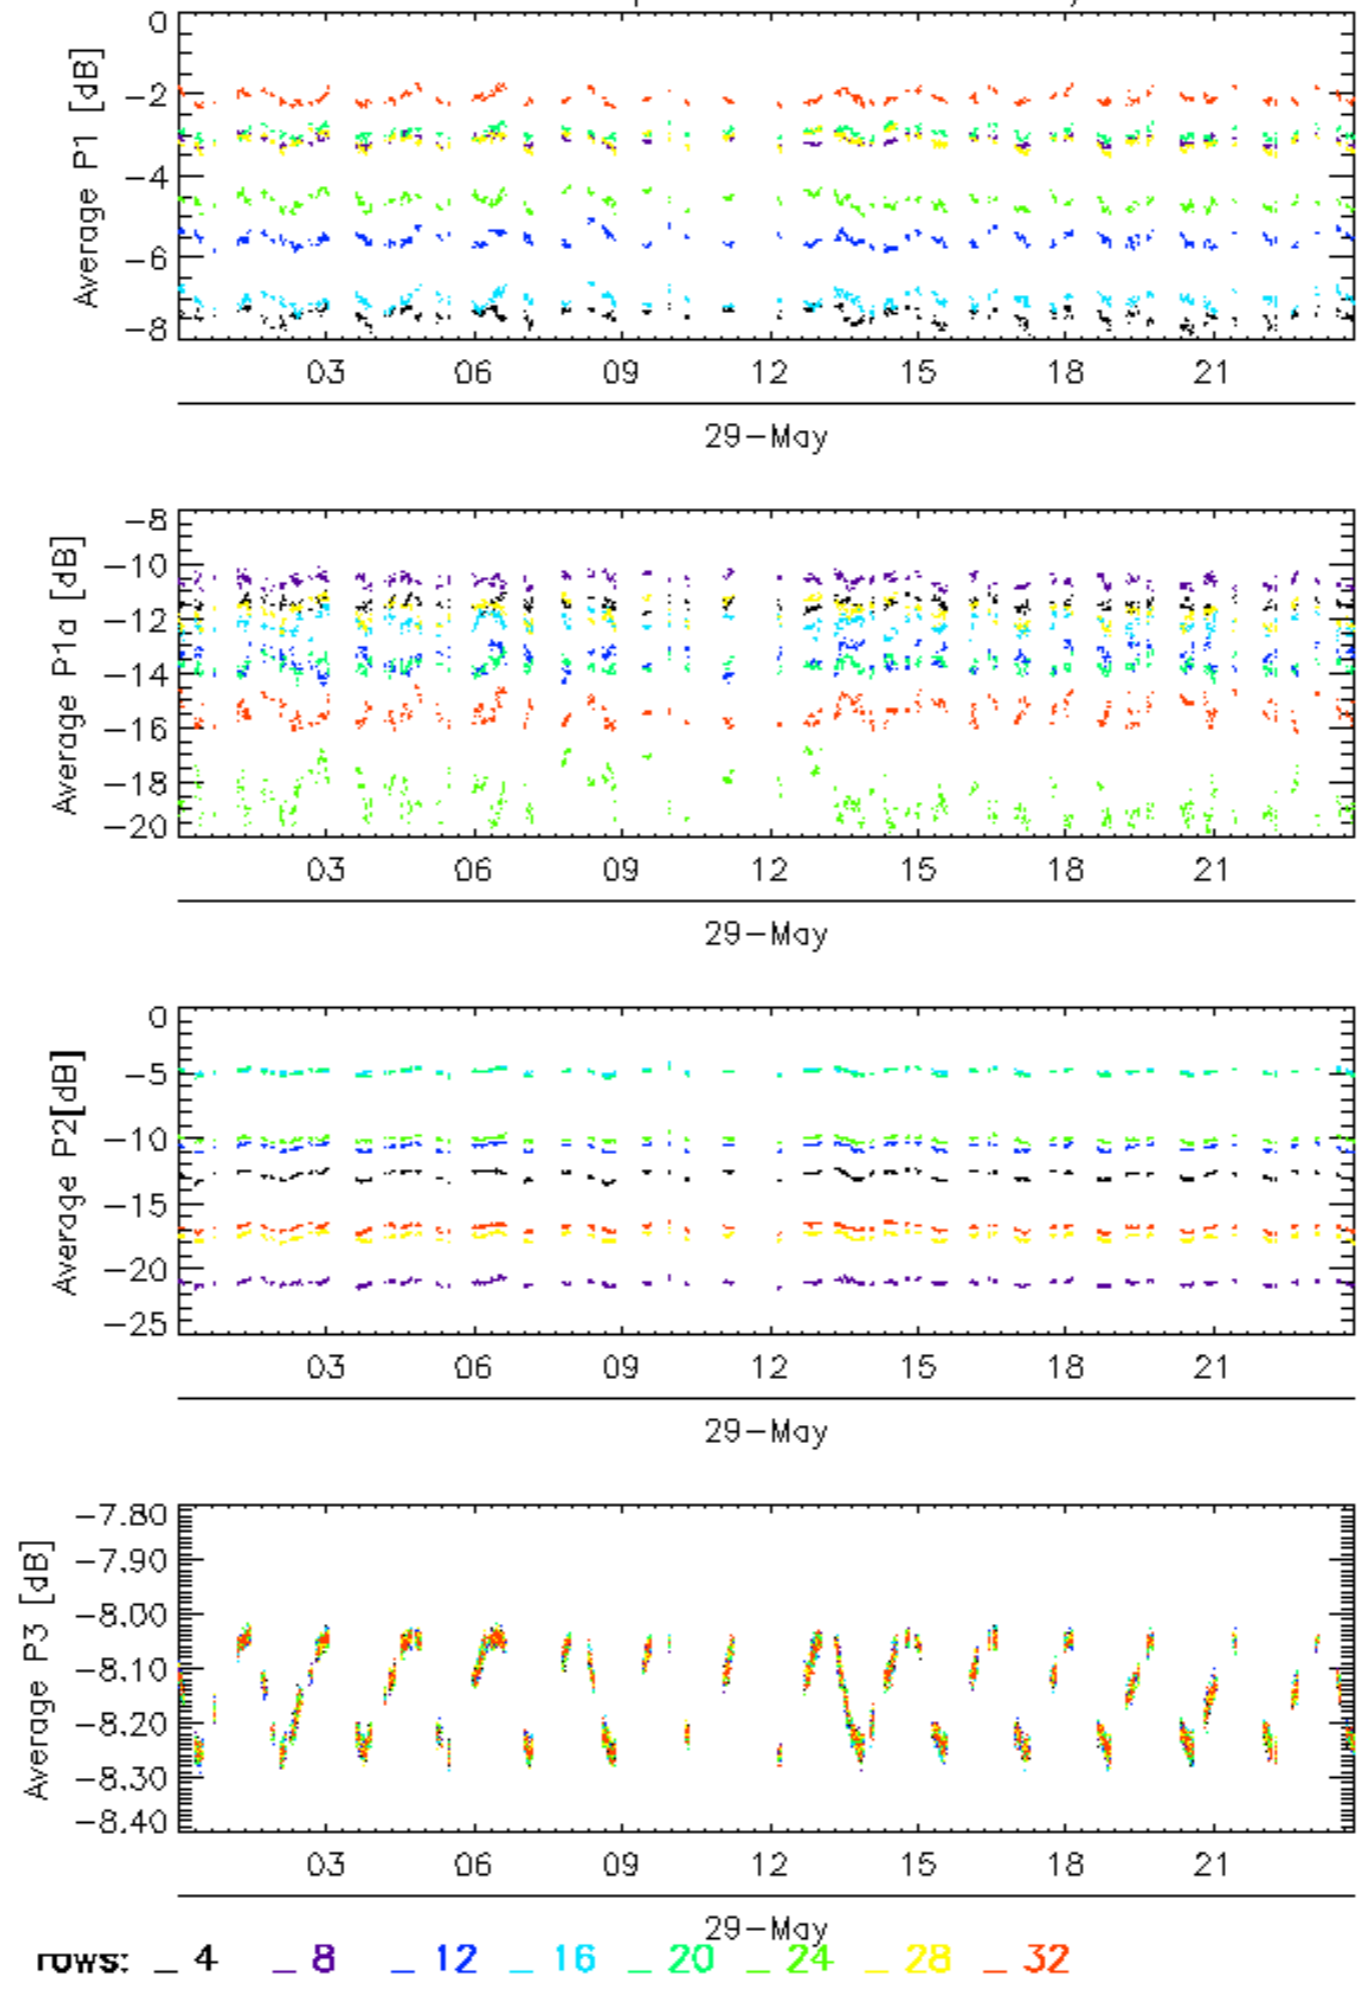 0
−2
−4
−6
−8
Average P1 [dB]
03 06 09 12 15 18 21
29−May
−8
−10
−12
−14
−16
−18
−20
Average P1a [dB]
03 06 09 12 15 18 21
29−May
0
−5
−10
−15
−20
−25
Average P2[dB]
03 06 09 12 15 18 21
29−May
−7.80
−7.90
−8.00
−8.10
−8.20
−8.30
−8.40
Average P3 [dB]
03 06 09 12 15 18 21
29−May
rows: _ 4 _ 8 _ 12 _ 16 _ 20 _ 24 _ 28 _ 32